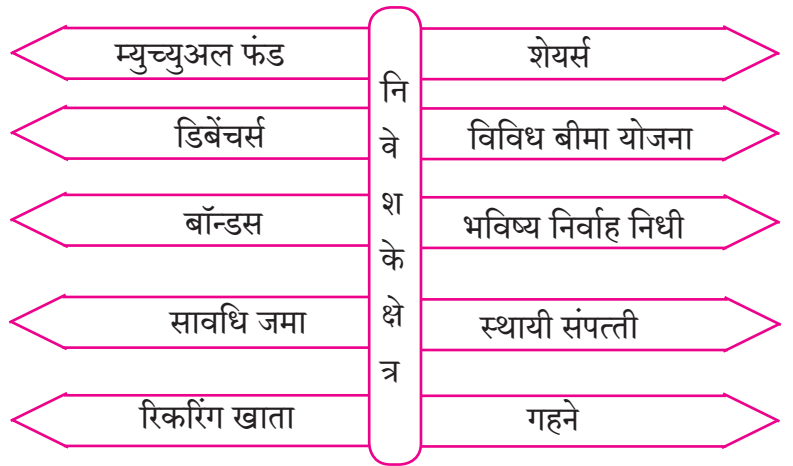 म्युच्युअल फंड
शेयर्स
डिबेंचर्स
विविध बीमा योजना
बॉन्डस
भविष्य निर्वाह निधी
सावधि जमा
स्थायी संपत्ती
रिकरिंग खाता
गहने
नि
वे
श
के
क्षे
त्र